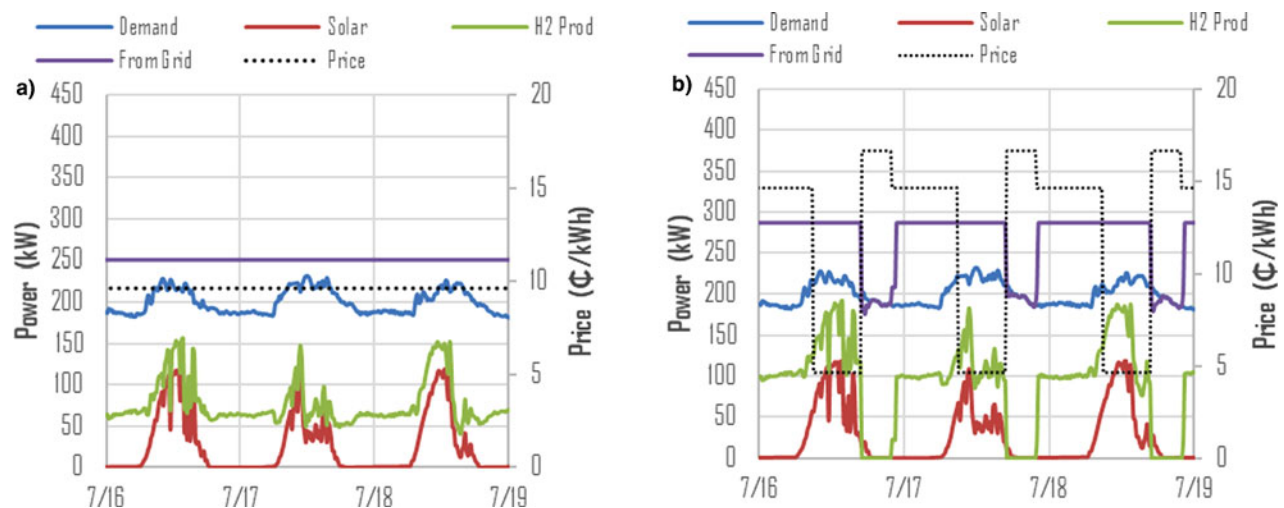 Demand Solar H2 Prod
From Grid Price
a)
450
400
350
300
250
200
150
100
50
0
Power (kW)
20
15
10
5
0
Price (₵/kWh)
7/16 7/17 7/18 7/19
Demand Solar H2 Prod
From Grid Price
b)
450
400
350
300
250
200
150
100
50
0
Power (kW)
20
15
10
5
0
Price (₵/kWh)
7/16 7/17 7/18 7/19